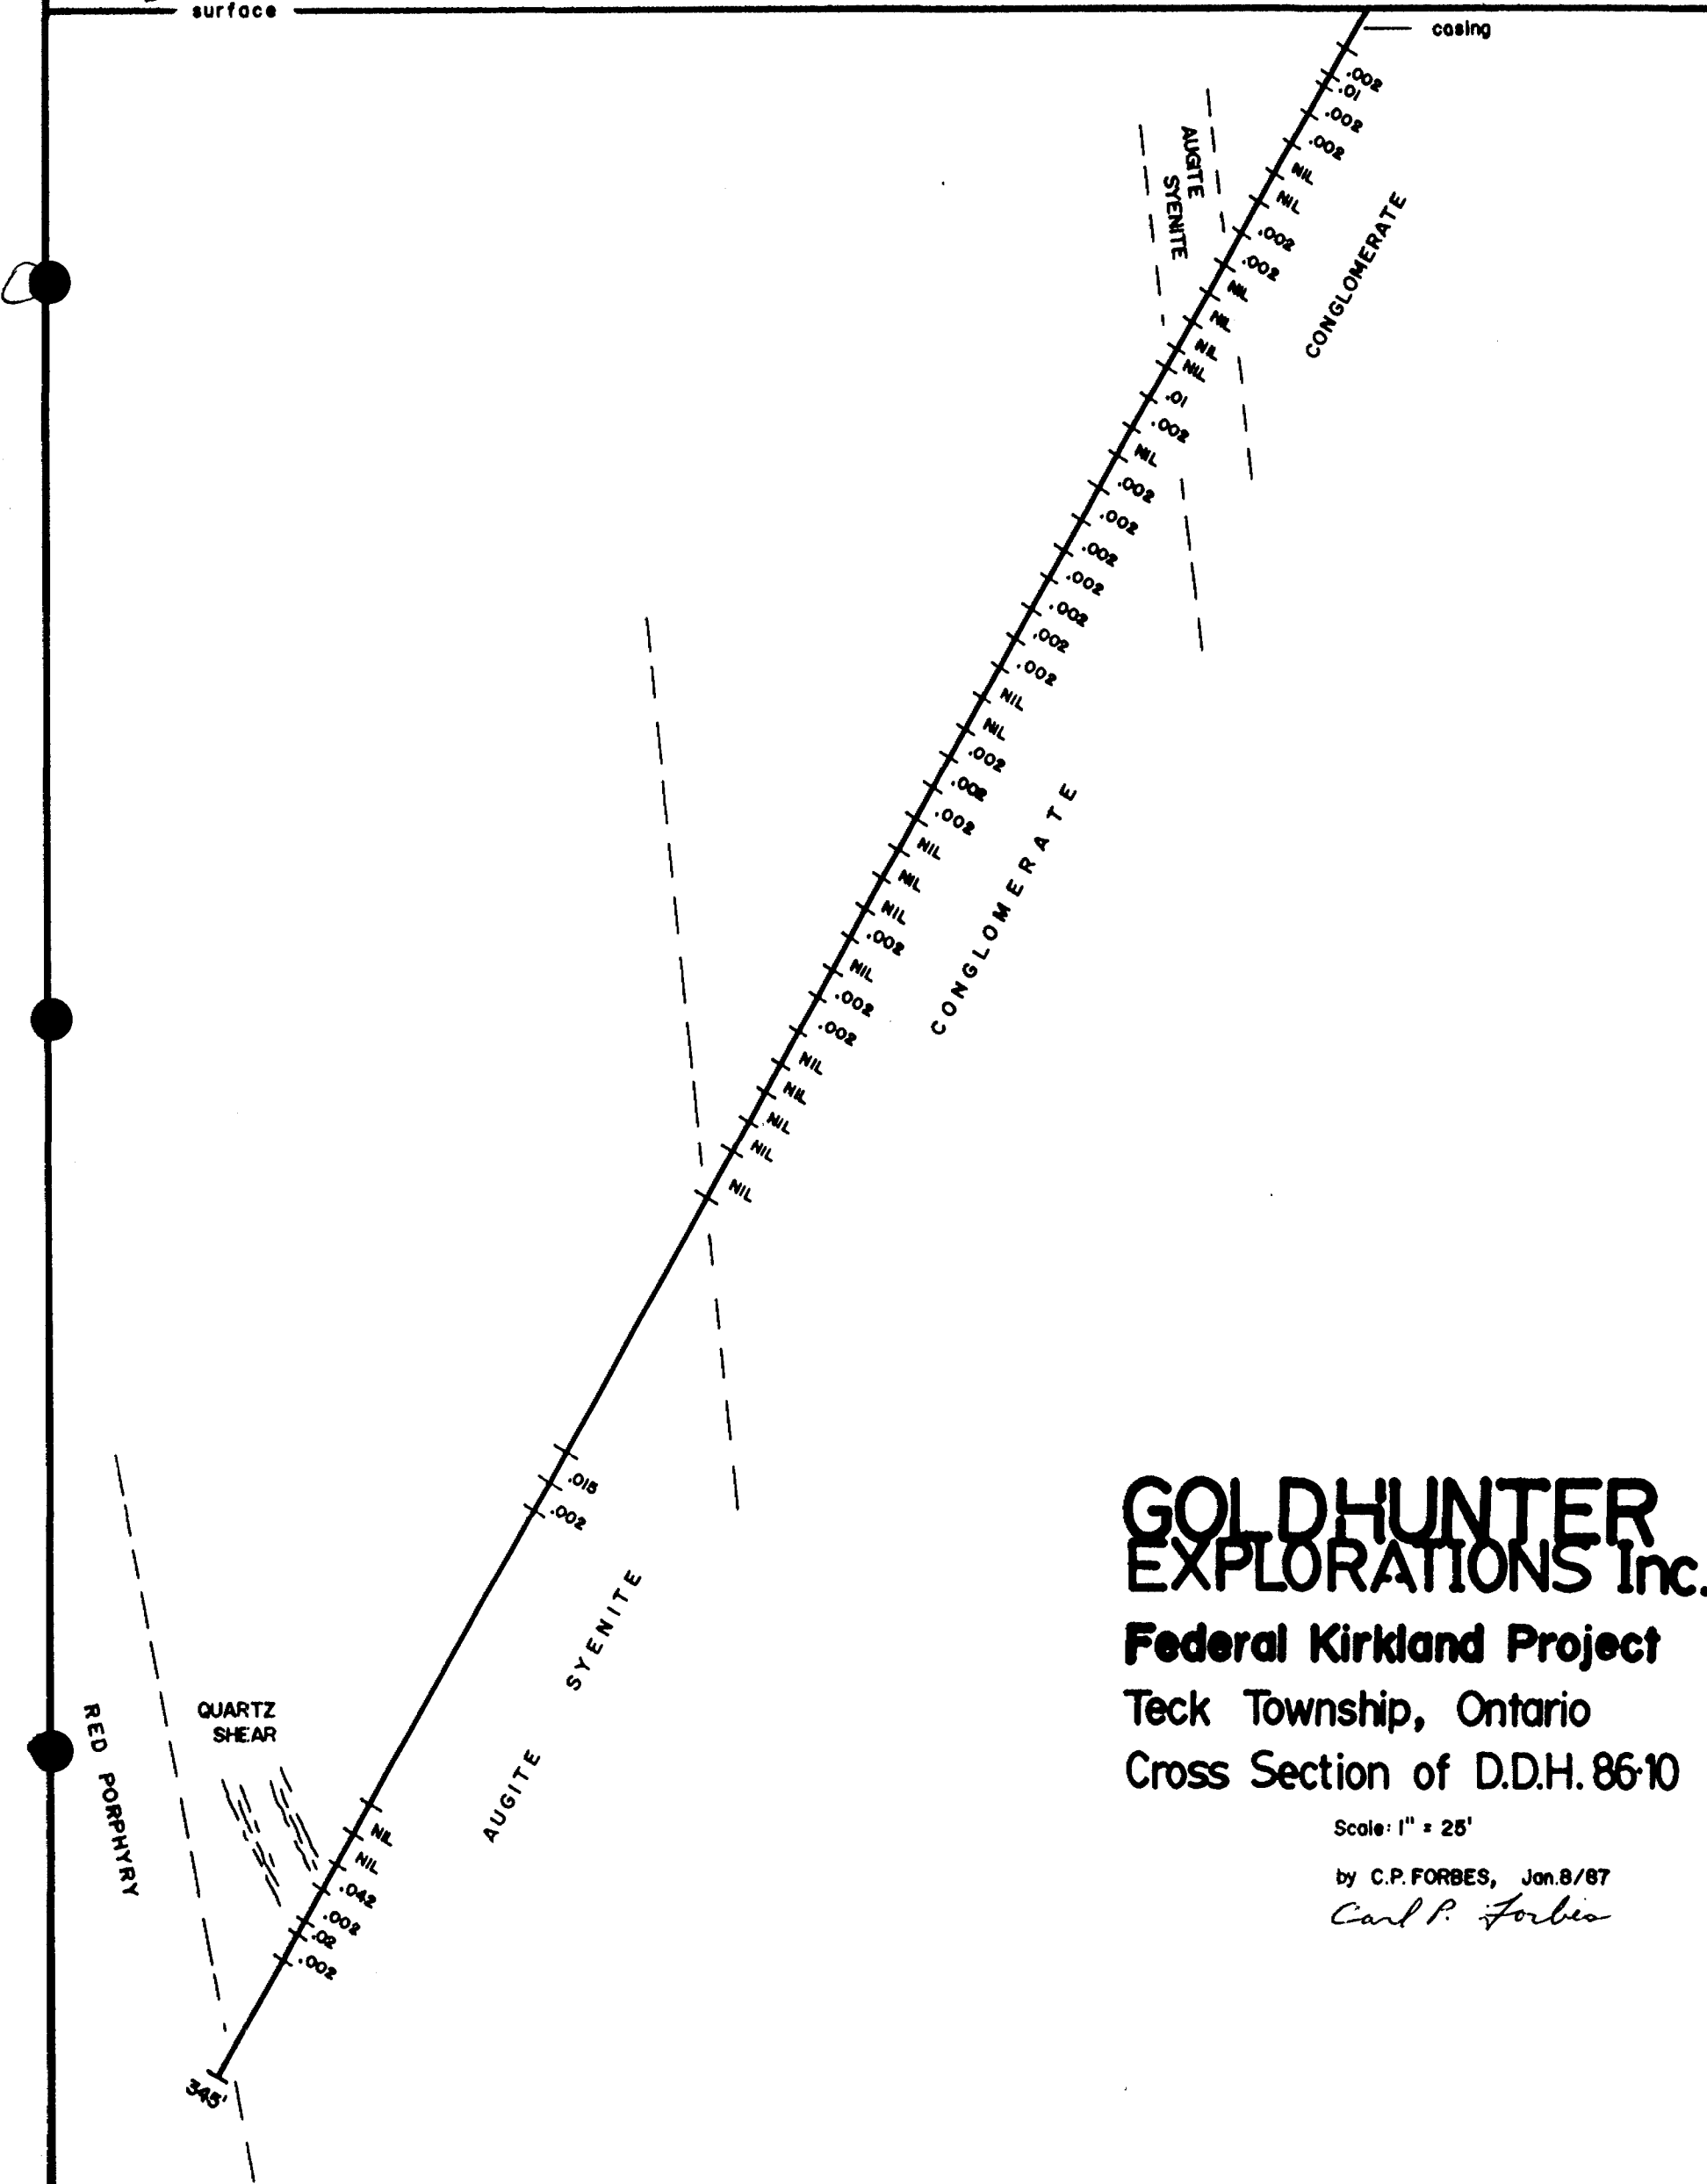 surface
casing
.002
.01
.002
.002
NIL
NIL
.002
.002
NIL
NIL
NIL
NIL
.01
.002
NIL
.002
.002
.002
.002
.002
.002
.002
NIL
NIL
.002
.002
.002
NIL
NIL
NIL
.002
NIL
.002
.002
NIL
NIL
NIL
NIL
NIL
.015
.002
NIL
NIL
.042
.002
.02
.002
345'
AUGITE
SYENITE
CONGLOMERATE
CONGLOMERATE
AUGITE SYENITE
QUARTZ
SHEAR
RED PORPHYRY
GOLDHUNTER
EXPLORATIONS Inc.
Federal Kirkland Project
Teck Township, Ontario
Cross Section of D.D.H. 86-10
Scale: 1" = 25'
by C.P. FORBES, Jan.8/87
Carl P. Forbes